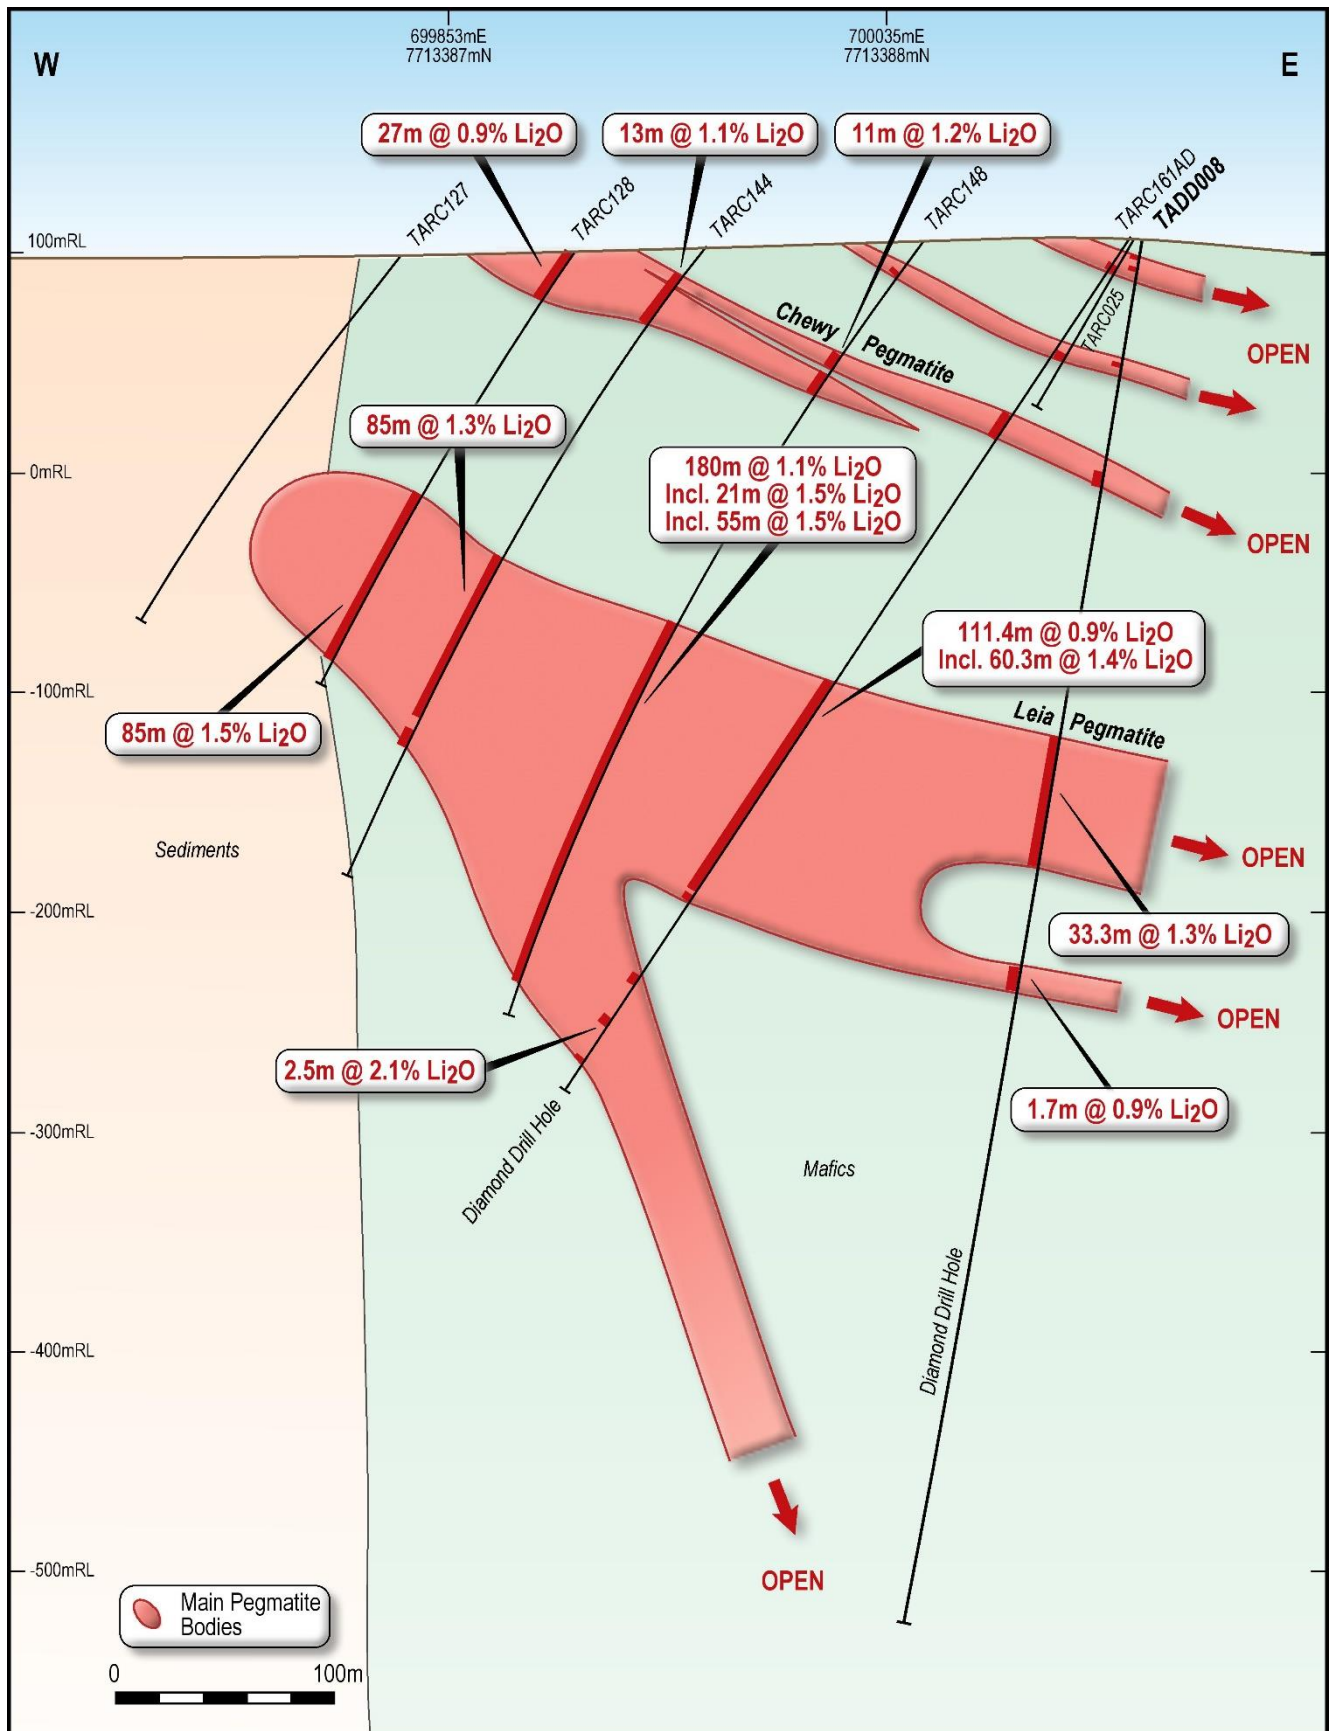 699853mE
7713387mN
700035mE
7713388mN
W
E
27m @ 0.9% Li2O
13m @ 1.1% Li2O
11m @ 1.2% Li2O
TARC127
TARC128
TARC144
TARC148
TARC161AD
TADD008
100mRL
TARC025
Chewy Pegmatite
OPEN
85m @ 1.3% Li2O
0mRL
180m @ 1.1% Li2O
Incl. 21m @ 1.5% Li2O
Incl. 55m @ 1.5% Li2O
OPEN
111.4m @ 0.9% Li2O
Incl. 60.3m @ 1.4% Li2O
-100mRL
85m @ 1.5% Li2O
Leia Pegmatite
Sediments
OPEN
-200mRL
33.3m @ 1.3% Li2O
OPEN
2.5m @ 2.1% Li2O
1.7m @ 0.9% Li2O
-300mRL
Diamond Drill Hole
Mafics
Diamond Drill Hole
-400mRL
-500mRL
OPEN
Main Pegmatite
Bodies
0 100m